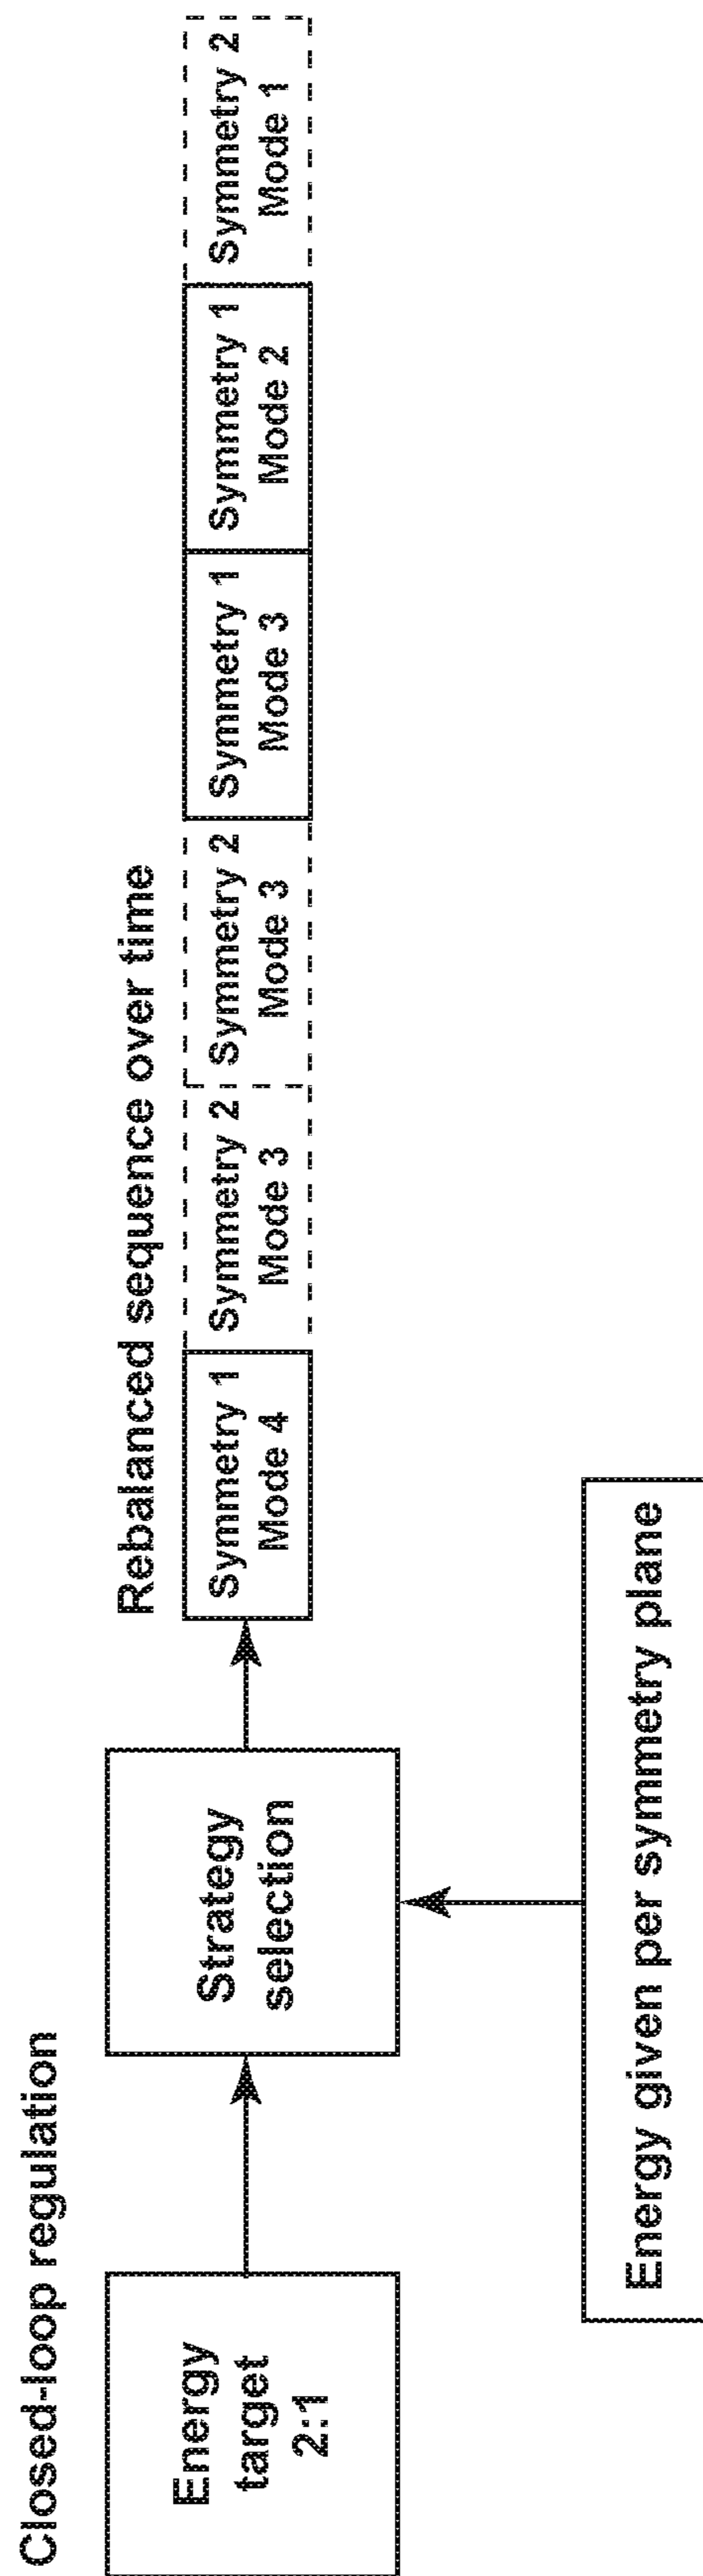 Closed-loop regulation
Energy
target
2:1
Strategy
selection
Energy given per symmetry plane
Rebalanced sequence over time
Symmetry 1
Mode 4
Symmetry 2
Mode 3
Symmetry 2
Mode 3
Symmetry 1
Mode 3
Symmetry 1
Mode 2
Symmetry 2
Mode 1